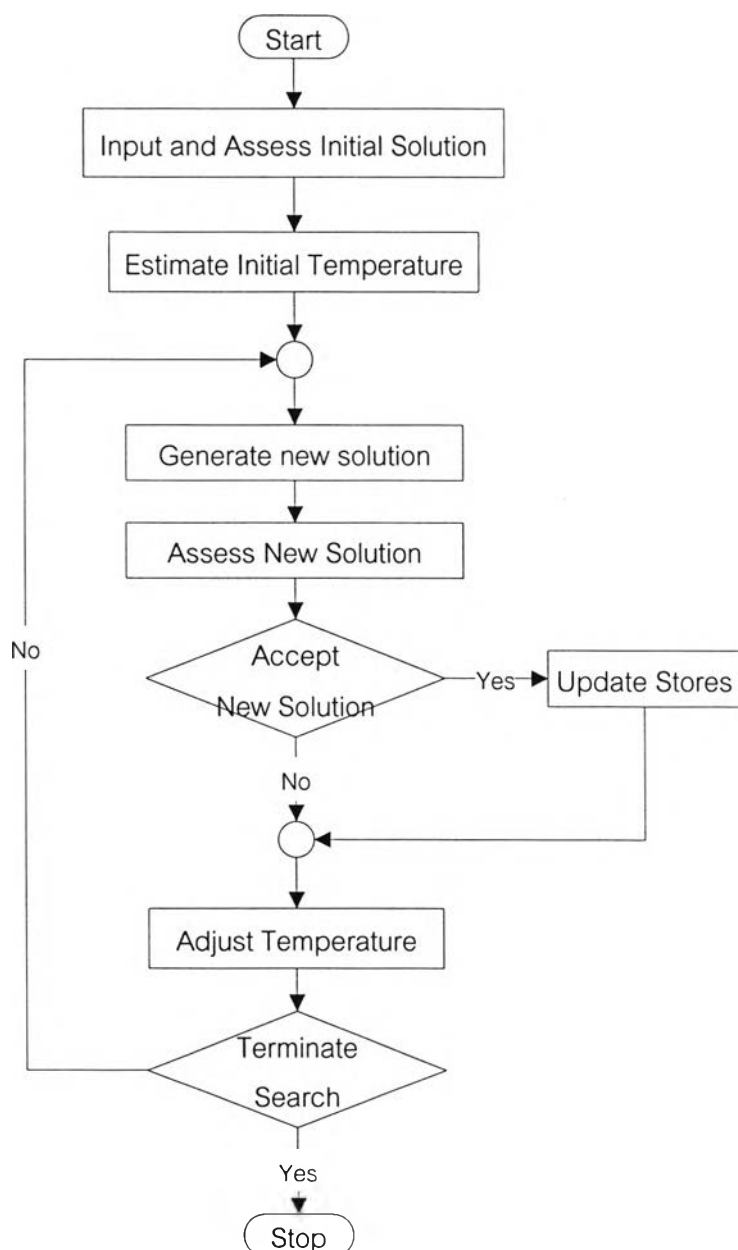 Start
Input and Assess Initial Solution
Estimate Initial Temperature
Generate new solution
Assess New Solution
No
Accept
New Solution
Yes
Update Stores
No
Adjust Temperature
Terminate
Search
Yes
Stop